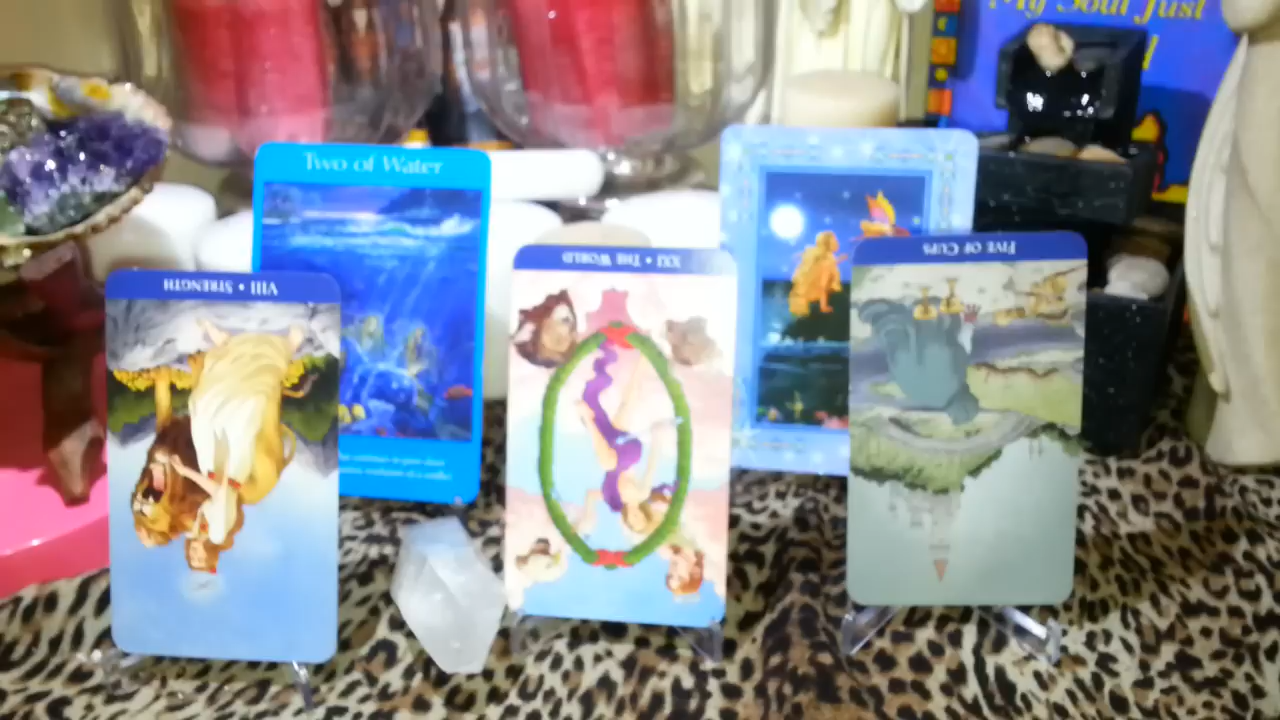 My Soul Just
Two of Water
VIII • STRENGTH
XXI • THE WORLD
FIVE OF CUPS